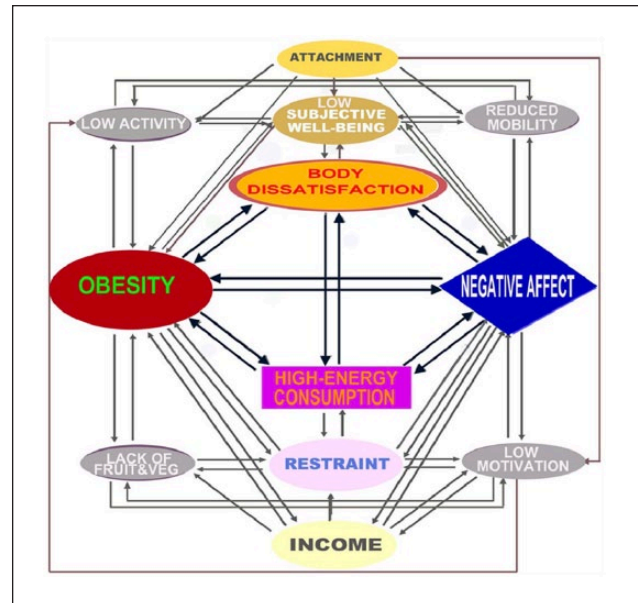 ATTACHMENT
LOW ACTIVITY
LOW
SUBJECTIVE
WELL-BEING
REDUCED
MOBILITY
BODY
DISSATISFACTION
OBESITY
NEGATIVE AFFECT
HIGH-ENERGY
CONSUMPTION
LACK OF
FRUIT&VEG
RESTRAINT
LOW
MOTIVATION
INCOME